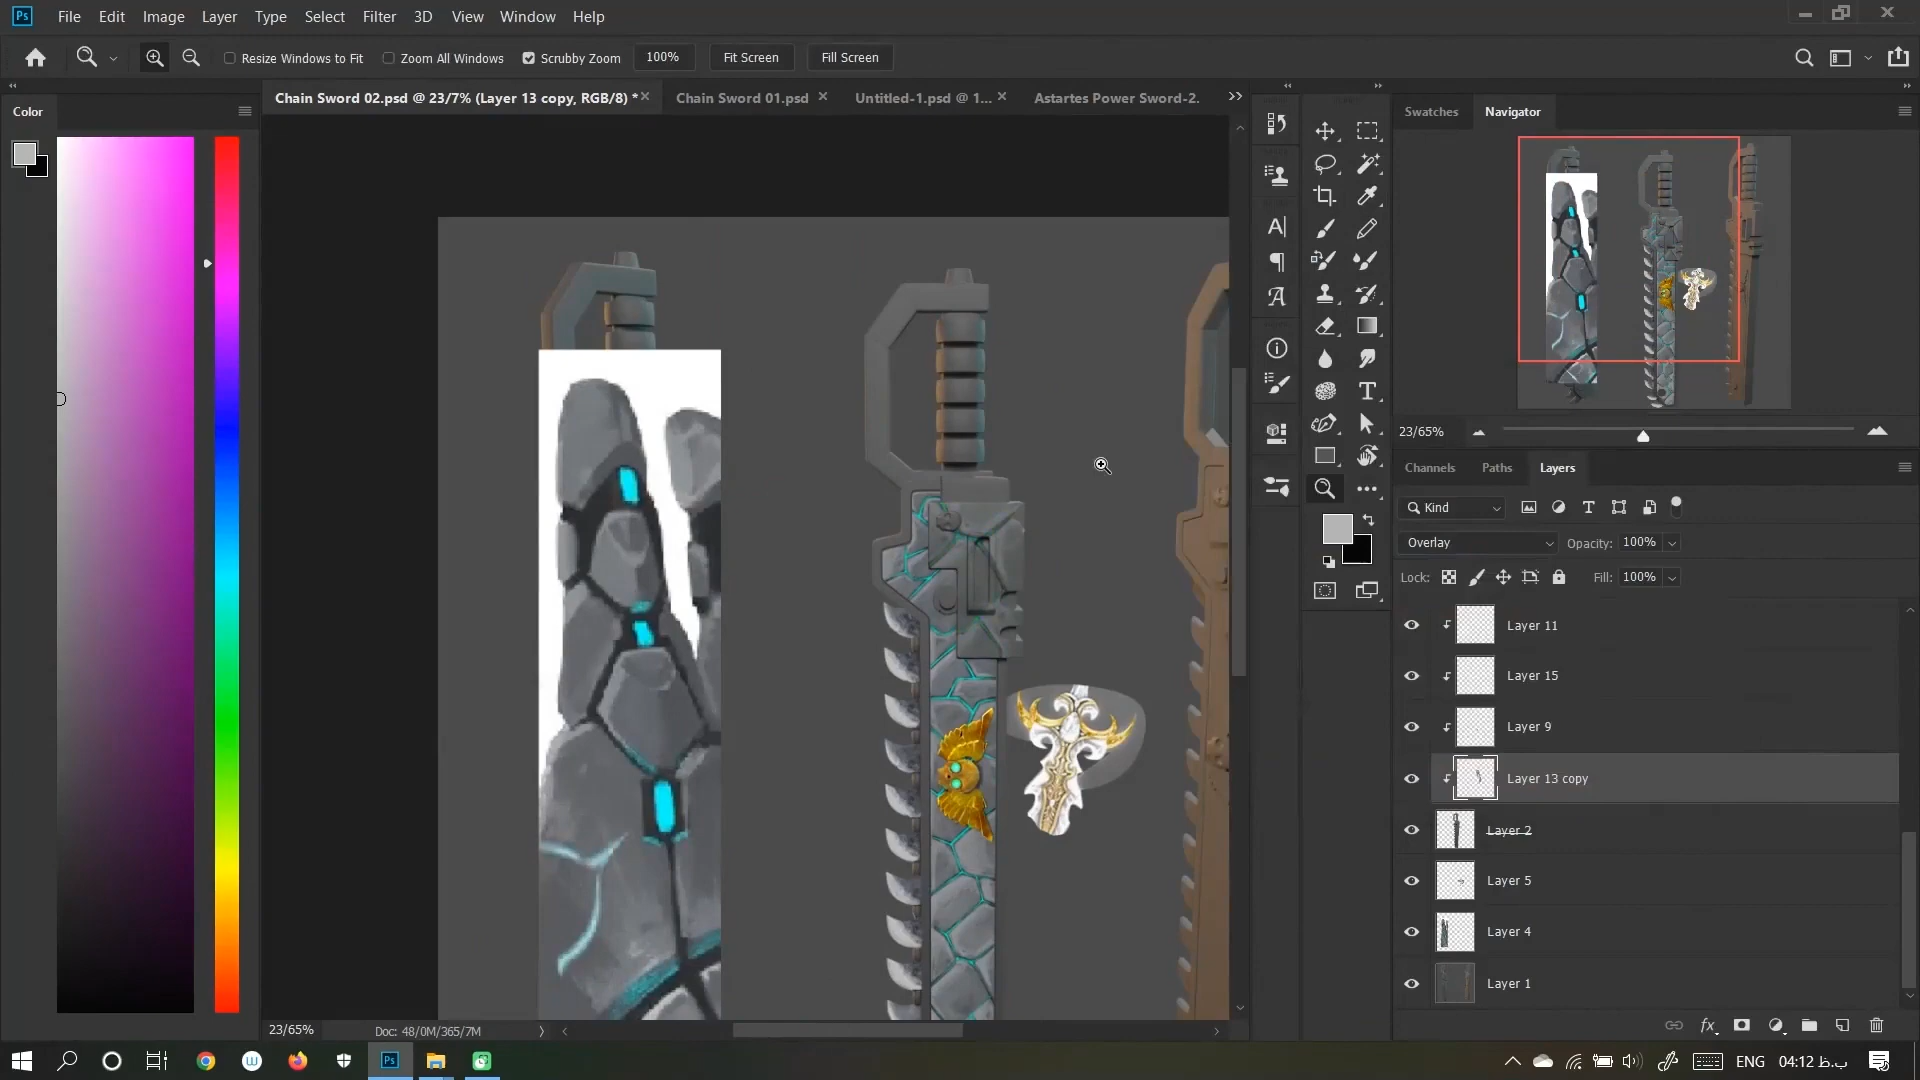 File Edit Image Layer Type Select Filter 3D View Window Help
Resize Windows to Fit Zoom All Windows Scrubby Zoom 100% Fit Screen Fill Screen
Color
Chain Sword 02.psd @ 23/7% (Layer 13 copy, RGB/8) *
Chain Sword 01.psd
Untitled-1.psd @ 1...
Astartes Power Sword-2.
Swatches Navigator
23/65%
Channels Paths Layers
Kind
Overlay Opacity: 100%
Lock: Fill: 100%
Layer 11
Layer 15
Layer 9
Layer 13 copy
Layer 2
Layer 5
Layer 4
Layer 1
23/65% Doc: 48/0M/365/7M
ENG 04:12 ب.ظ